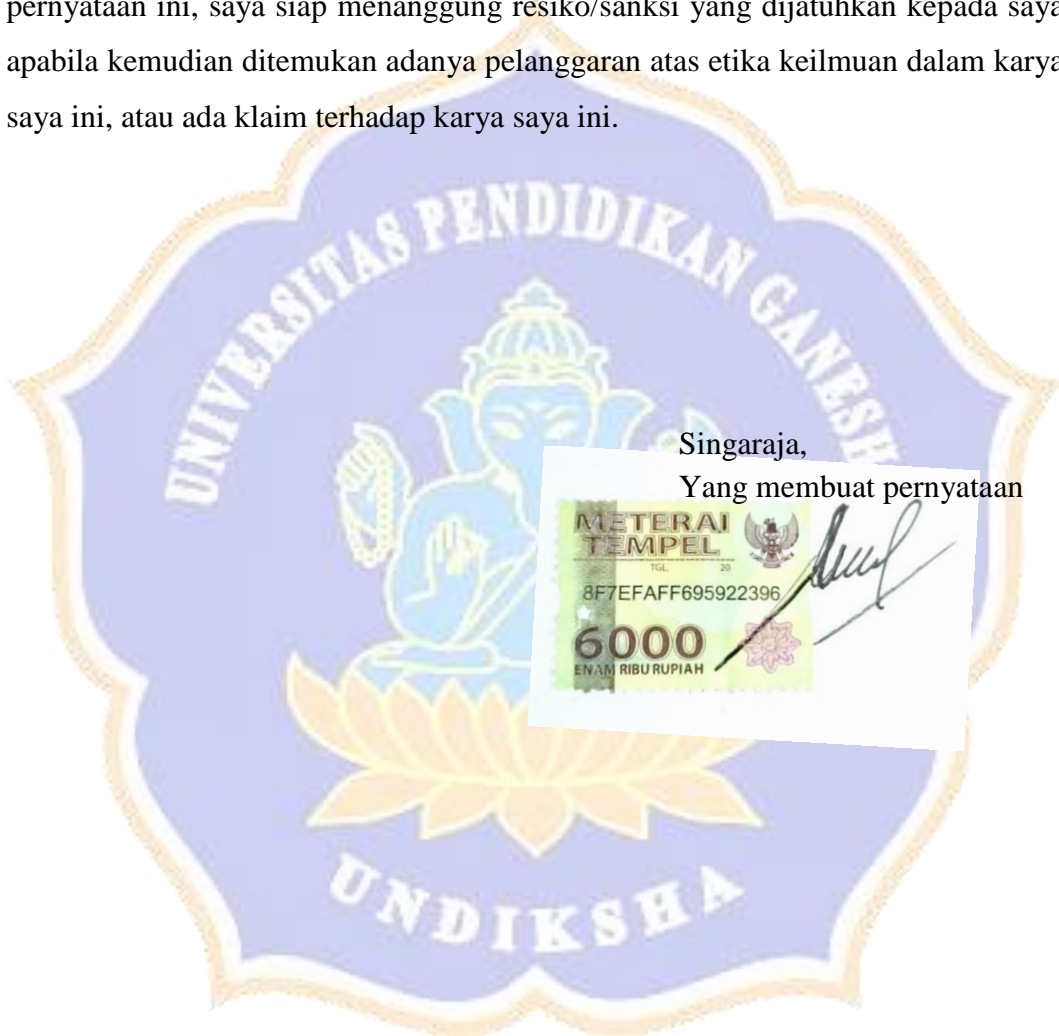 pernyataan ini, saya siap menanggung resiko/sanksi yang dijatuhkan kepada saya
apabila kemudian ditemukan adanya pelanggaran atas etika keilmuan dalam karya
saya ini, atau ada klaim terhadap karya saya ini.
UNIVERSITAS PENDIDIKAN GANESH
Singaraja,
Yang membuat pernyataan
METERAI
TEMPEL
TGL. 20
8F7EFAFF695922396
6000
ENAM RIBU RUPIAH
UNDIKSHA